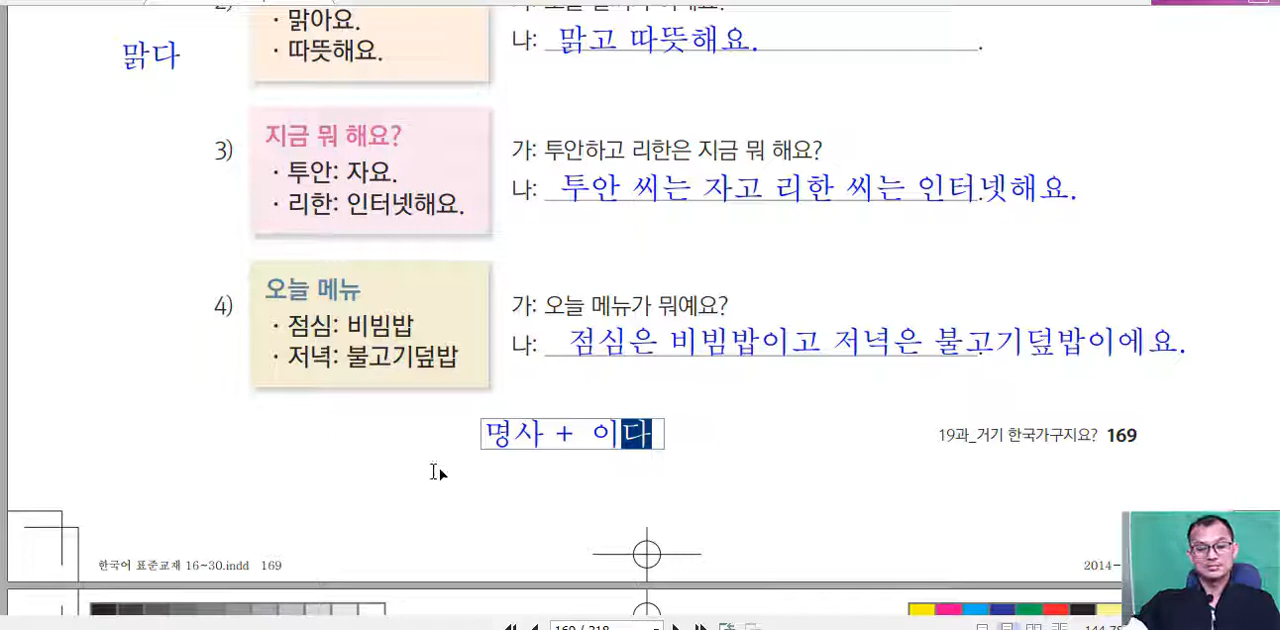 2)
· 맑아요.
· 따뜻해요.
맑다
나: 맑고 따뜻해요.
3)
지금 뭐 해요?
· 투안: 자요.
· 리한: 인터넷해요.
가: 투안하고 리한은 지금 뭐 해요?
나: 투안 씨는 자고 리한 씨는 인터넷해요.
4)
오늘 메뉴
· 점심: 비빔밥
· 저녁: 불고기덮밥
가: 오늘 메뉴가 뭐예요?
나: 점심은 비빔밥이고 저녁은 불고기덮밥이에요.
명사 + 이다
19과_거기 한국가구지요? 169
한국어 표준교재 16~30.indd 169
2014-
160 / 218